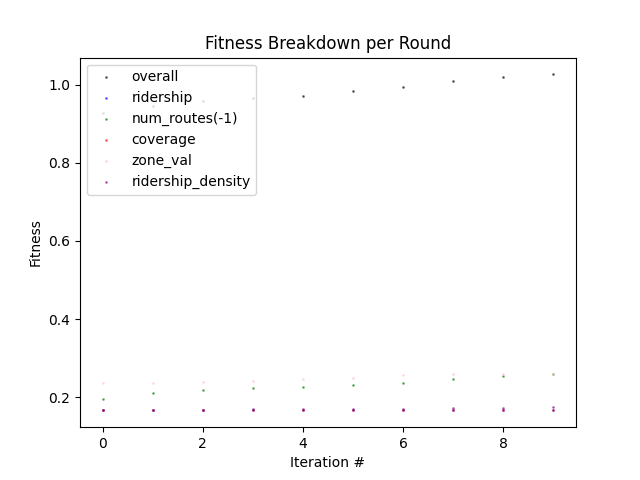 Fitness Breakdown per Round
overall
ridership
num_routes(-1)
coverage
zone_val
ridership_density
1.0
0.8
0.6
0.4
0.2
Fitness
0 2 4 6 8
Iteration #